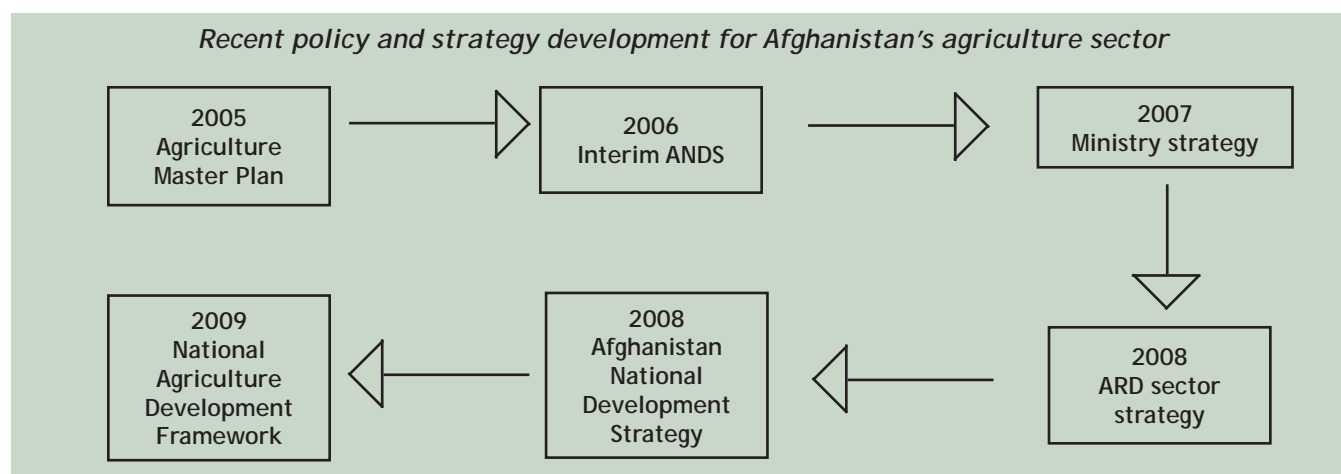 Recent policy and strategy development for Afghanistan's agriculture sector
2005
Agriculture
Master Plan
2006
Interim ANDS
2007
Ministry strategy
2008
ARD sector
strategy
2008
Afghanistan
National
Development
Strategy
2009
National
Agriculture
Development
Framework